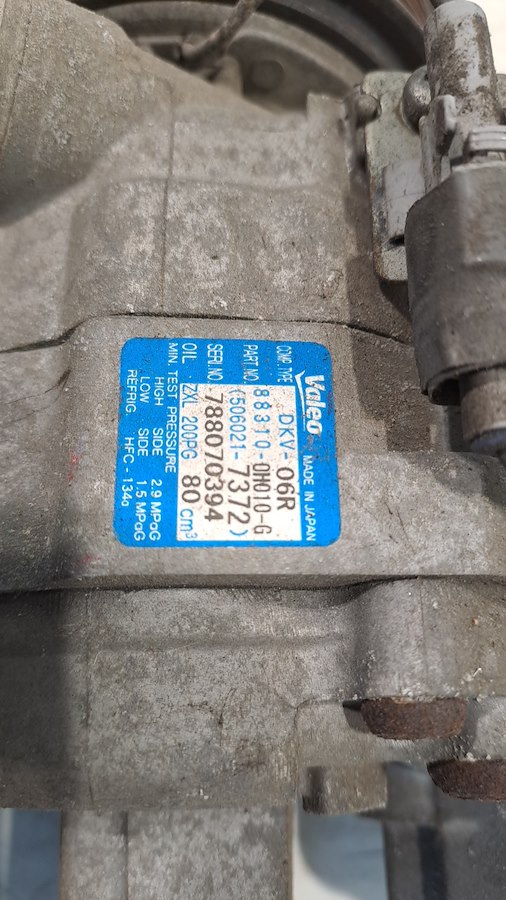 Valeo MADE IN JAPAN
COMP. TYPE DKV-06R
PART NO. 88310-0H010-G
(506021-7372)
SERI.NO. 788070394
OIL ZXL 200PG 80 cm³
MIN. TEST PRESSURE
HIGH SIDE 2.9 MPaG
LOW SIDE 1.5 MPaG
REFRIG. HFC-134a